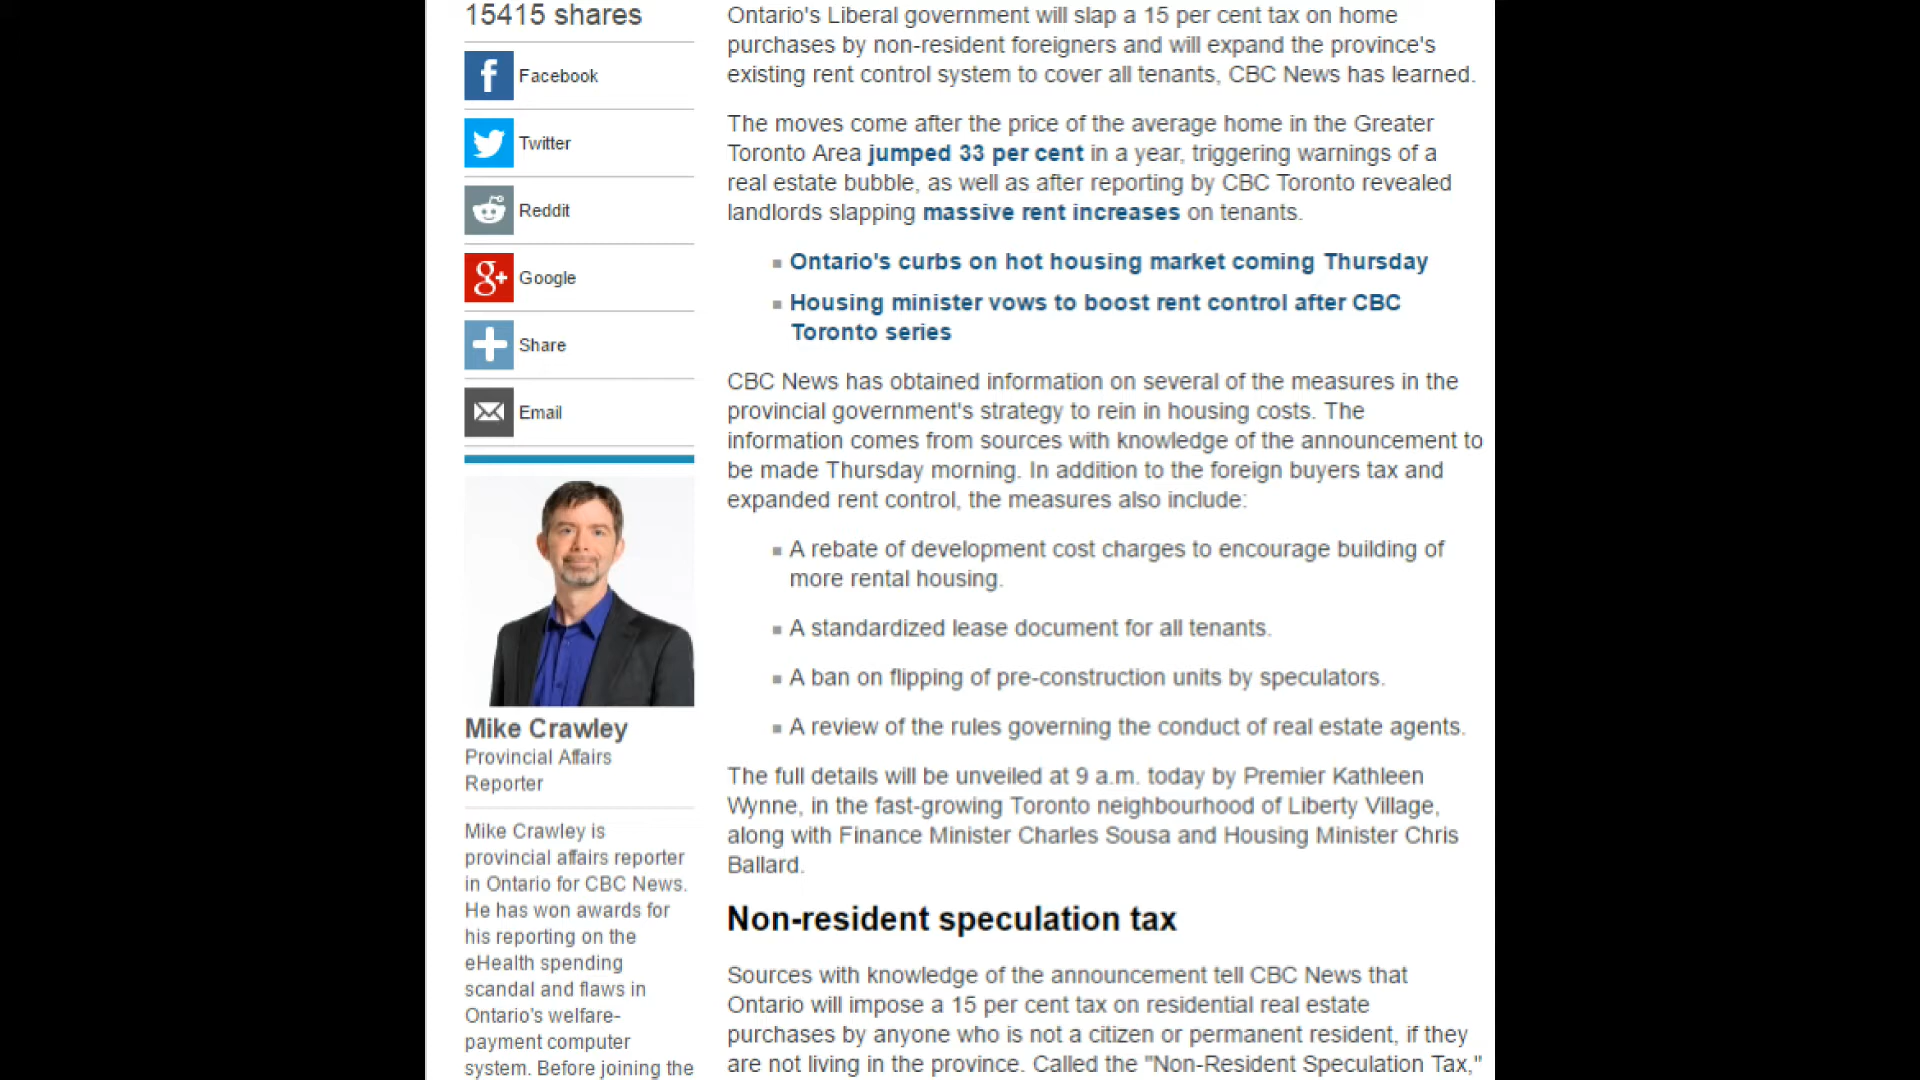 15415 shares
Facebook
Twitter
Reddit
g+ Google
Share
Email
Mike Crawley
Provincial Affairs
Reporter
Mike Crawley is
provincial affairs reporter
in Ontario for CBC News.
He has won awards for
his reporting on the
eHealth spending
scandal and flaws in
Ontario's welfare-
payment computer
system. Before joining the
Ontario's Liberal government will slap a 15 per cent tax on home
purchases by non-resident foreigners and will expand the province's
existing rent control system to cover all tenants, CBC News has learned.
The moves come after the price of the average home in the Greater
Toronto Area jumped 33 per cent in a year, triggering warnings of a
real estate bubble, as well as after reporting by CBC Toronto revealed
landlords slapping massive rent increases on tenants.
Ontario's curbs on hot housing market coming Thursday
Housing minister vows to boost rent control after CBC
Toronto series
CBC News has obtained information on several of the measures in the
provincial government's strategy to rein in housing costs. The
information comes from sources with knowledge of the announcement to
be made Thursday morning. In addition to the foreign buyers tax and
expanded rent control, the measures also include:
A rebate of development cost charges to encourage building of
more rental housing.
A standardized lease document for all tenants.
A ban on flipping of pre-construction units by speculators.
A review of the rules governing the conduct of real estate agents.
The full details will be unveiled at 9 a.m. today by Premier Kathleen
Wynne, in the fast-growing Toronto neighbourhood of Liberty Village,
along with Finance Minister Charles Sousa and Housing Minister Chris
Ballard.
Non-resident speculation tax
Sources with knowledge of the announcement tell CBC News that
Ontario will impose a 15 per cent tax on residential real estate
purchases by anyone who is not a citizen or permanent resident, if they
are not living in the province. Called the "Non-Resident Speculation Tax,"